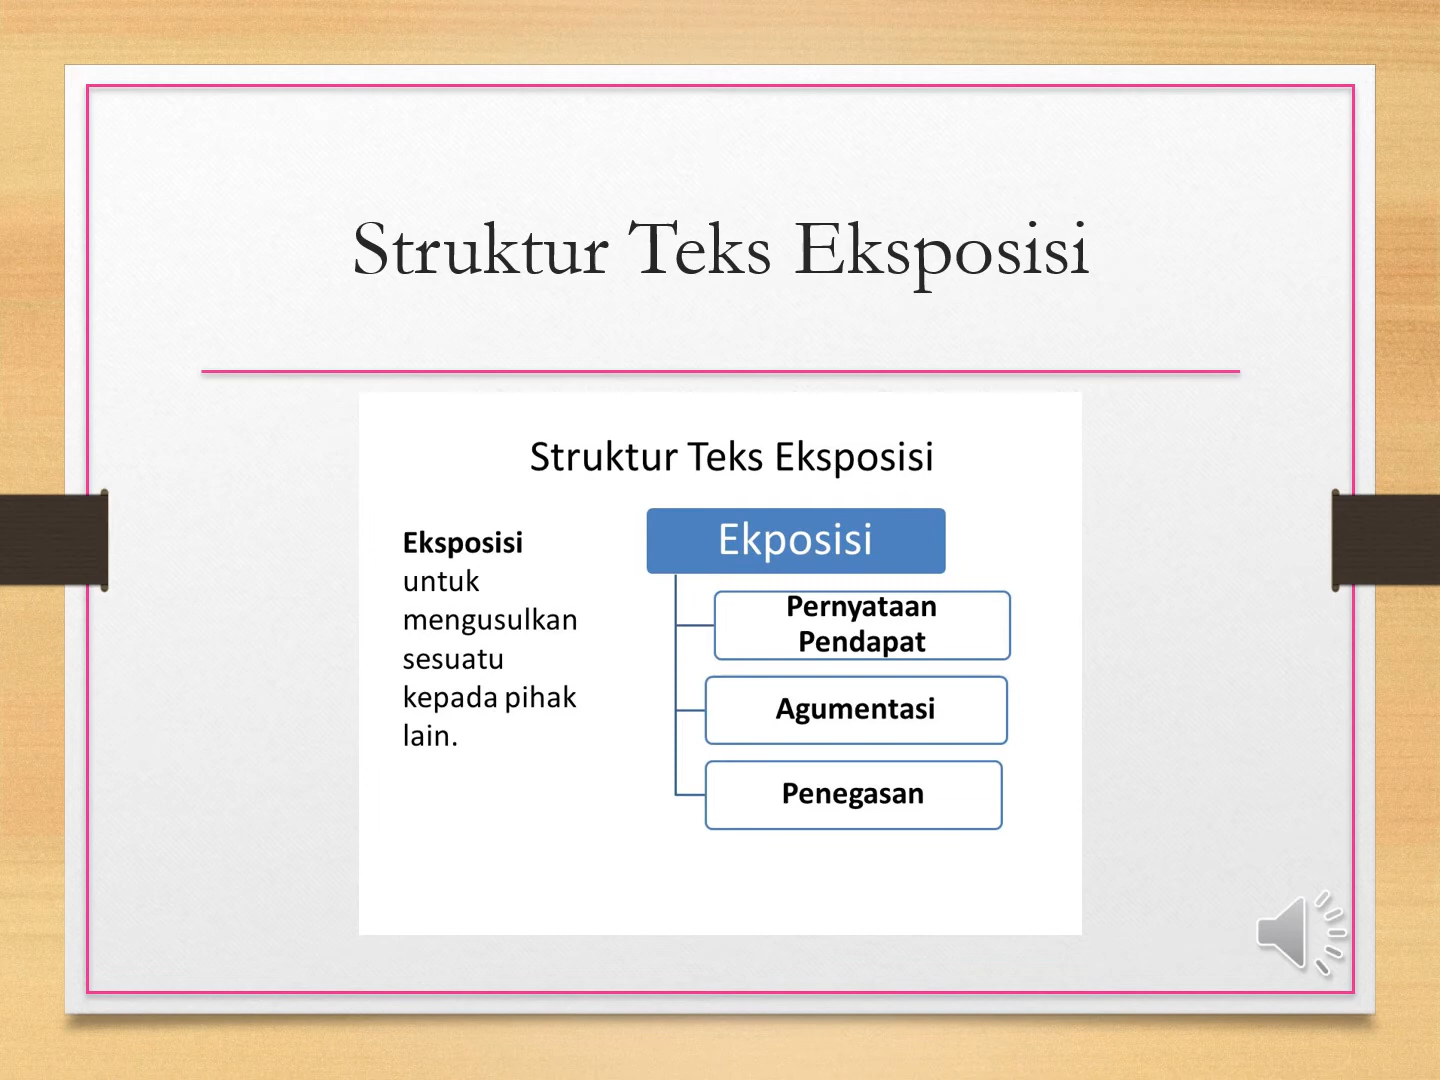 Struktur Teks Eksposisi
Struktur Teks Eksposisi
Eksposisi
untuk
mengusulkan
sesuatu
kepada pihak
lain.
Ekposisi
Pernyataan
Pendapat
Agumentasi
Penegasan